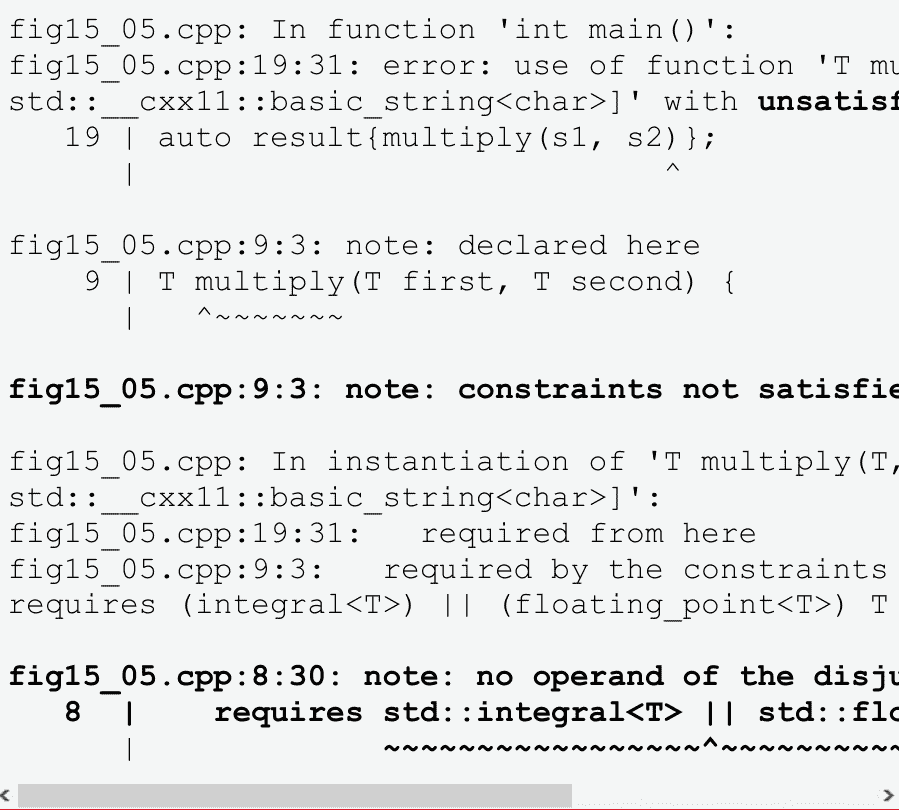 fig15_05.cpp: In function 'int main()':
fig15_05.cpp:19:31: error: use of function 'T mu
std::__cxx11::basic_string<char>]' with unsatisf
19 | auto result{multiply(s1, s2)};
| ^
fig15_05.cpp:9:3: note: declared here
9 | T multiply(T first, T second) {
| ^~~~~~~~
fig15_05.cpp:9:3: note: constraints not satisfie
fig15_05.cpp: In instantiation of 'T multiply(T,
std::__cxx11::basic_string<char>]':
fig15_05.cpp:19:31:   required from here
fig15_05.cpp:9:3:   required by the constraints
requires (integral<T>) || (floating_point<T>) T
fig15_05.cpp:8:30: note: no operand of the disju
8 | requires std::integral<T> || std::flo
| ~~~~~~~~~~~~~~~~~^~~~~~~~~~~